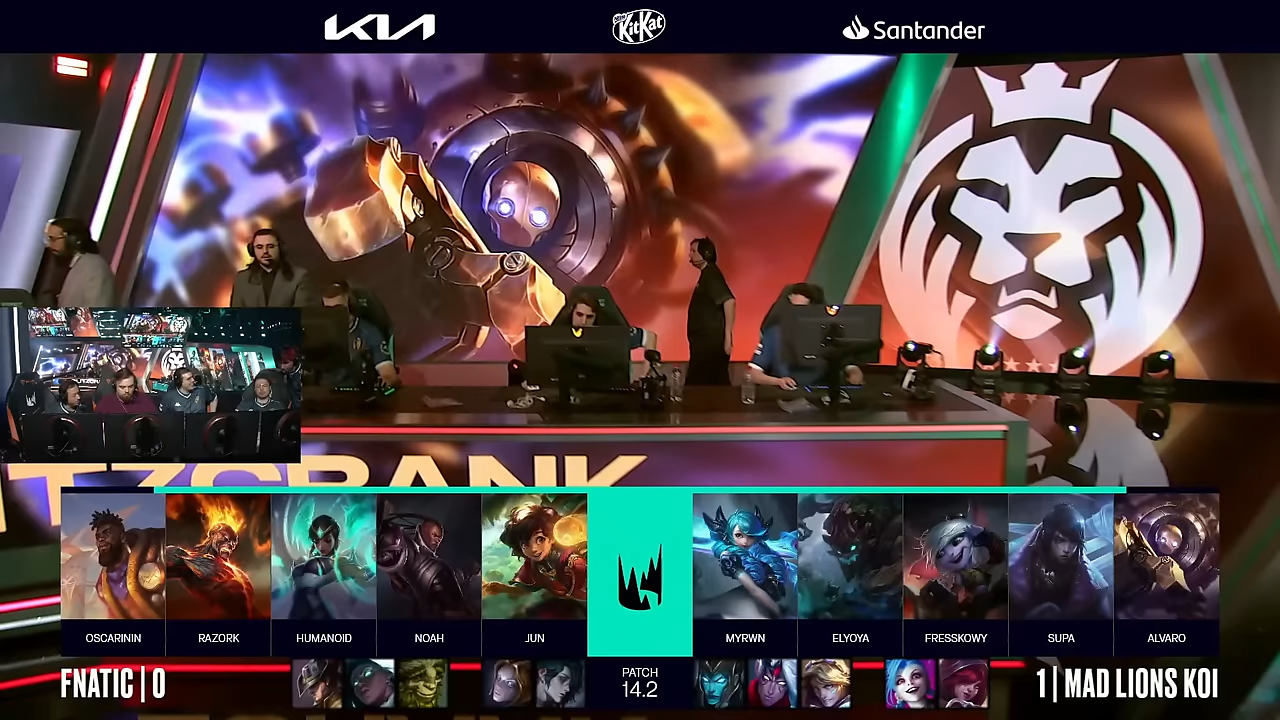 KIA
KitKat
Santander
TZCRANK
OSCARININ
RAZORK
HUMANOID
NOAH
JUN
MYRWN
ELYOYA
FRESSKOWY
SUPA
ALVARO
FNATIC | 0
PATCH
14.2
1 | MAD LIONS KOI